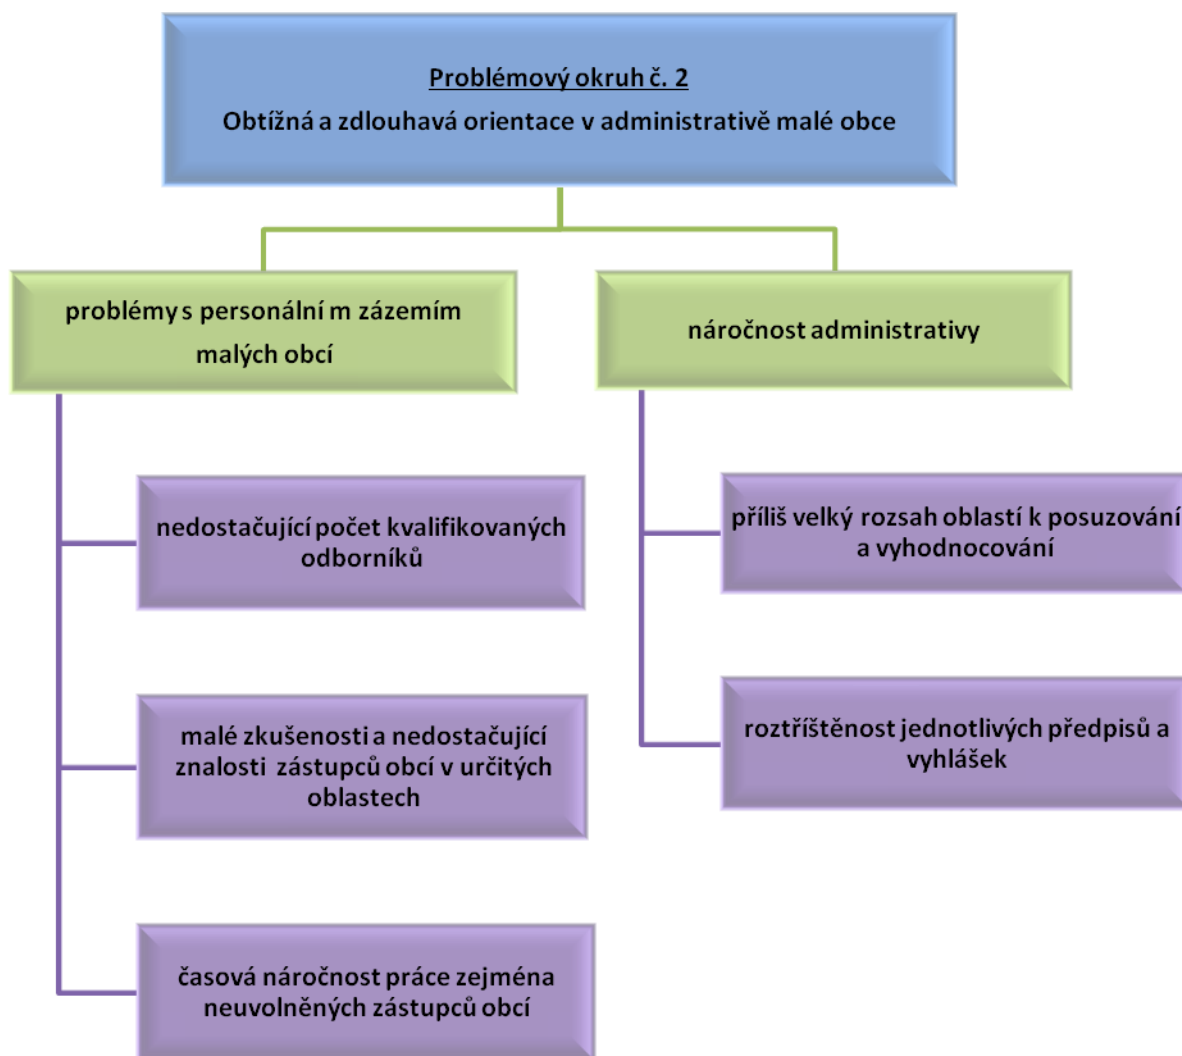 Problémový okruh č. 2
Obtížná a zdlouhavá orientace v administrativě malé obce
problémy s personální m zázemím
malých obcí
nedostačující počet kvalifikovaných
odborníků
malé zkušenosti a nedostačující
znalosti zástupců obcí v určitých
oblastech
časová náročnost práce zejména
neuvolněných zástupců obcí
náročnost administrativy
příliš velký rozsah oblastí k posuzování
a vyhodnocování
roztříštěnost jednotlivých předpisů a
vyhlášek